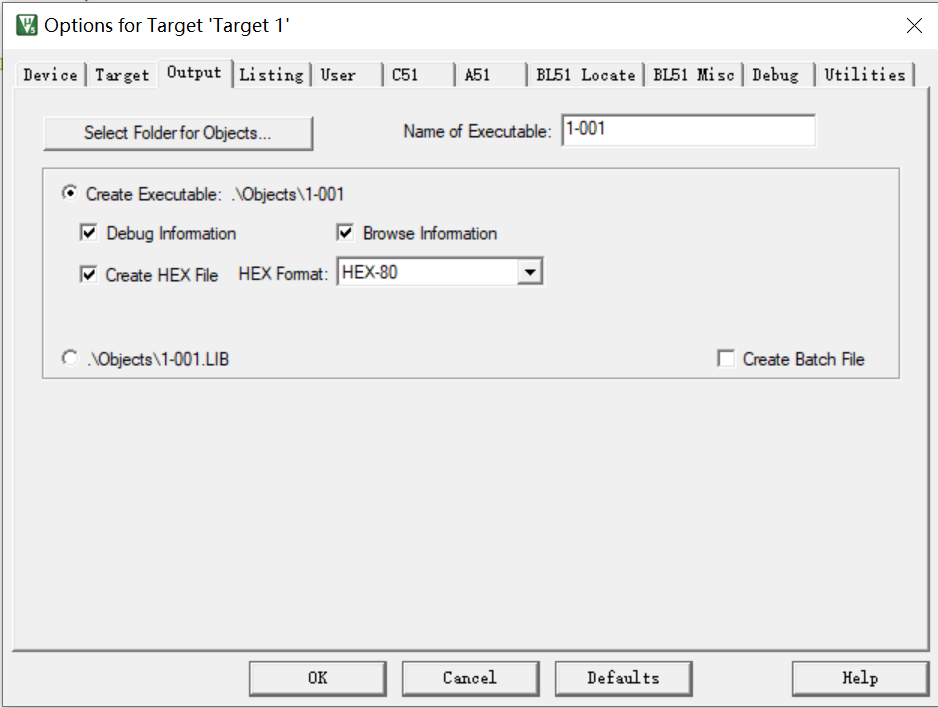 Options for Target 'Target 1'
Device Target Output Listing User C51 A51 BL51 Locate BL51 Misc Debug Utilities
Select Folder for Objects... Name of Executable: 1-001
Create Executable: .\Objects\1-001
Debug Information Browse Information
Create HEX File HEX Format: HEX-80
.\Objects\1-001.LIB Create Batch File
OK Cancel Defaults Help